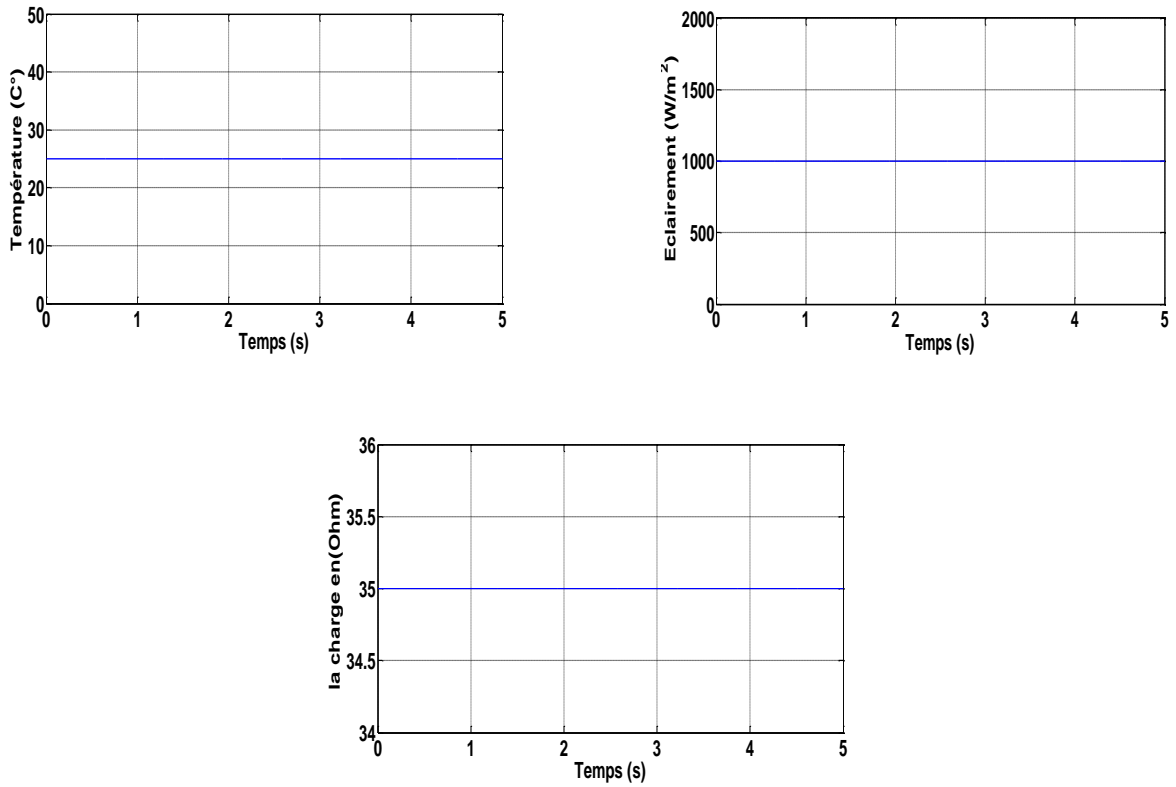 Température (C°)
50
40
30
20
10
0
0 1 2 3 4 5
Temps (s)
Eclairement (W/m²)
2000
1500
1000
500
0
0 1 2 3 4 5
Temps (s)
la charge en(Ohm)
36
35.5
35
34.5
34
0 1 2 3 4 5
Temps (s)